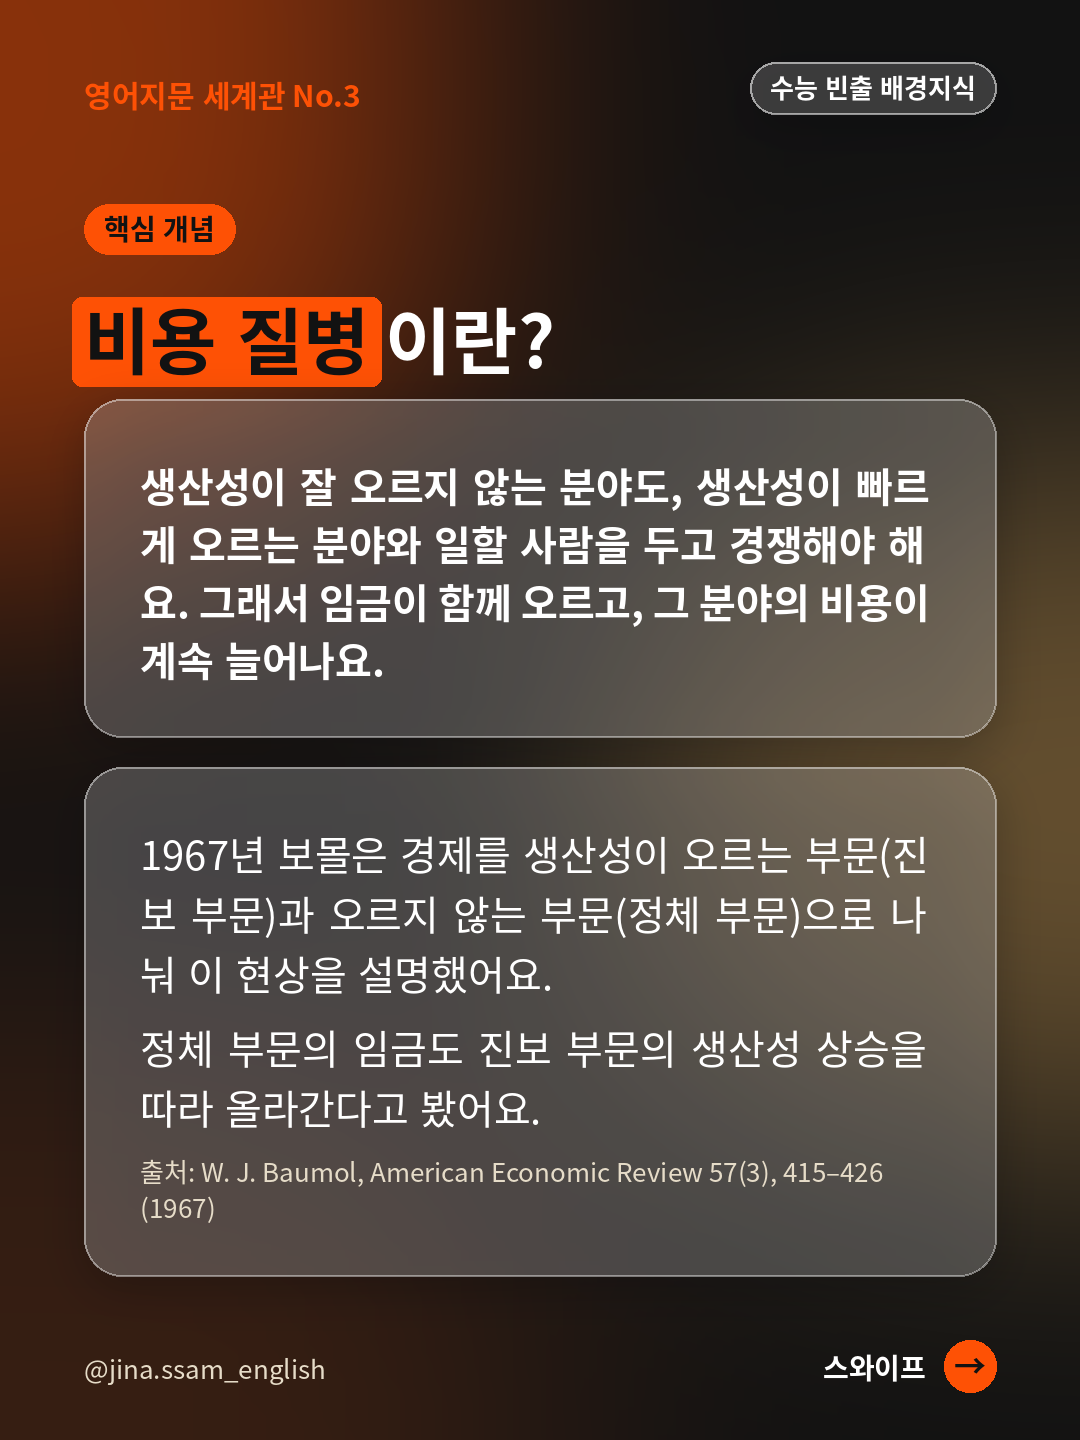 영어지문 세계관 No.3
수능 빈출 배경지식
핵심 개념
비용 질병이란?
생산성이 잘 오르지 않는 분야도, 생산성이 빠르
게 오르는 분야와 일할 사람을 두고 경쟁해야 해
요. 그래서 임금이 함께 오르고, 그 분야의 비용이
계속 늘어나요.
1967년 보몰은 경제를 생산성이 오르는 부문(진
보 부문)과 오르지 않는 부문(정체 부문)으로 나
눠 이 현상을 설명했어요.
정체 부문의 임금도 진보 부문의 생산성 상승을
따라 올라간다고 봤어요.
출처: W. J. Baumol, American Economic Review 57(3), 415–426
(1967)
@jina.ssam_english
스와이프 →